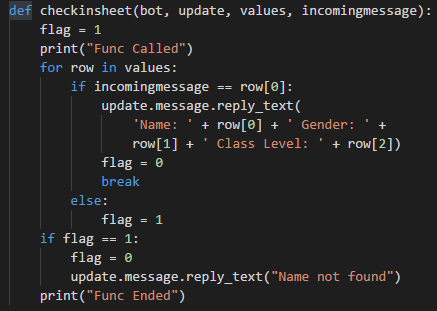 def checkinsheet(bot, update, values, incomingmessage):
    flag = 1
    print("Func Called")
    for row in values:
        if incomingmessage == row[0]:
            update.message.reply_text(
                'Name: ' + row[0] + ' Gender: ' +
                row[1] + ' Class Level: ' + row[2])
            flag = 0
            break
        else:
            flag = 1
    if flag == 1:
        flag = 0
        update.message.reply_text("Name not found")
    print("Func Ended")